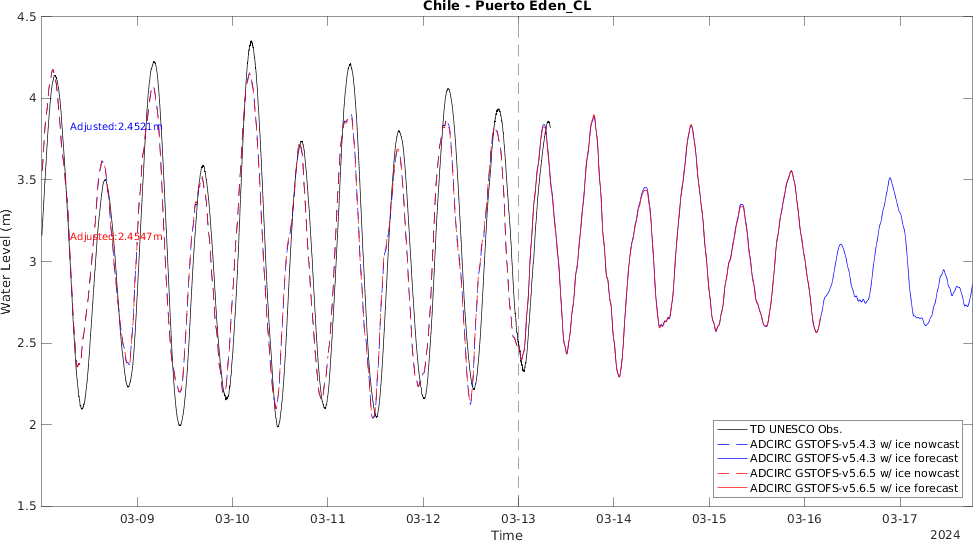 Chile - Puerto Eden_CL
4.5
4
3.5
3
2.5
2
1.5
Water Level (m)
Adjusted:2.4521m
Adjusted:2.4547m
TD UNESCO Obs.
ADCIRC GSTOFS-v5.4.3 w/ ice nowcast
ADCIRC GSTOFS-v5.4.3 w/ ice forecast
ADCIRC GSTOFS-v5.6.5 w/ ice nowcast
ADCIRC GSTOFS-v5.6.5 w/ ice forecast
03-09 03-10 03-11 03-12 03-13 03-14 03-15 03-16 03-17
Time
2024